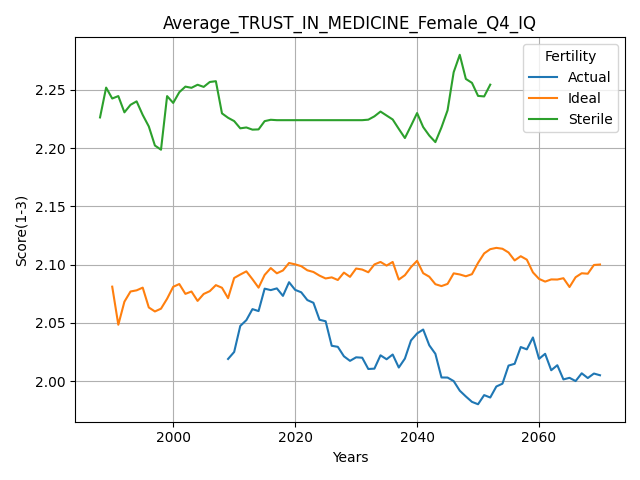 Average_TRUST_IN_MEDICINE_Female_Q4_IQ
Fertility
Actual
Ideal
Sterile
Score(1-3)
2.25
2.20
2.15
2.10
2.05
2.00
2000
2020
2040
2060
Years